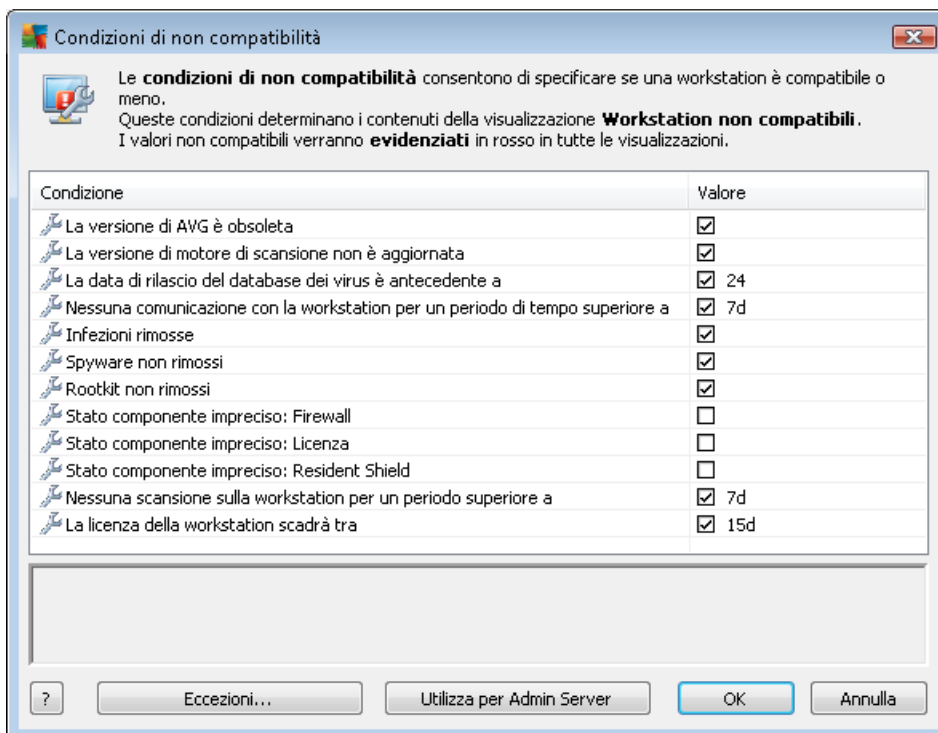 Condizioni di non compatibilità
Le condizioni di non compatibilità consentono di specificare se una workstation è compatibile o
meno.
Queste condizioni determinano i contenuti della visualizzazione Workstation non compatibili.
I valori non compatibili verranno evidenziati in rosso in tutte le visualizzazioni.
Condizione Valore
La versione di AVG è obsoleta
La versione di motore di scansione non è aggiornata
La data di rilascio del database dei virus è antecedente a 24
Nessuna comunicazione con la workstation per un periodo di tempo superiore a 7d
Infezioni rimosse
Spyware non rimossi
Rootkit non rimossi
Stato componente impreciso: Firewall
Stato componente impreciso: Licenza
Stato componente impreciso: Resident Shield
Nessuna scansione sulla workstation per un periodo superiore a 7d
La licenza della workstation scadrà tra 15d
? Eccezioni... Utilizza per Admin Server OK Annulla